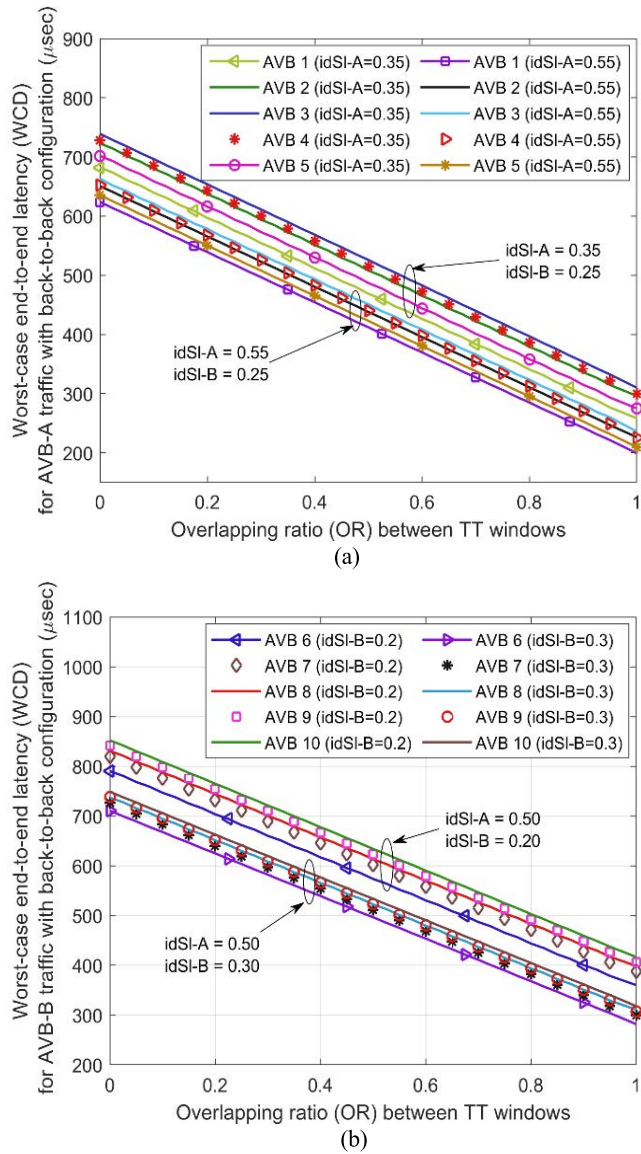 Worst-case end-to-end latency (WCD)
for AVB-A traffic with back-to-back configuration (μsec)
900
800
700
600
500
400
300
200
AVB 1 (idSl-A=0.35)
AVB 2 (idSl-A=0.35)
AVB 3 (idSl-A=0.35)
AVB 4 (idSl-A=0.35)
AVB 5 (idSl-A=0.35)
AVB 1 (idSl-A=0.55)
AVB 2 (idSl-A=0.55)
AVB 3 (idSl-A=0.55)
AVB 4 (idSl-A=0.55)
AVB 5 (idSl-A=0.55)
idSl-A = 0.35
idSl-B = 0.25
idSl-A = 0.55
idSl-B = 0.25
0 0.2 0.4 0.6 0.8 1
Overlapping ratio (OR) between TT windows
(a)
Worst-case end-to-end latency (WCD)
for AVB-B traffic with back-to-back configuration (μsec)
1100
1000
900
800
700
600
500
400
300
200
AVB 6 (idSl-B=0.2)
AVB 7 (idSl-B=0.2)
AVB 8 (idSl-B=0.2)
AVB 9 (idSl-B=0.2)
AVB 10 (idSl-B=0.2)
AVB 6 (idSl-B=0.3)
AVB 7 (idSl-B=0.3)
AVB 8 (idSl-B=0.3)
AVB 9 (idSl-B=0.3)
AVB 10 (idSl-B=0.3)
idSl-A = 0.50
idSl-B = 0.20
idSl-A = 0.50
idSl-B = 0.30
0 0.2 0.4 0.6 0.8 1
Overlapping ratio (OR) between TT windows
(b)